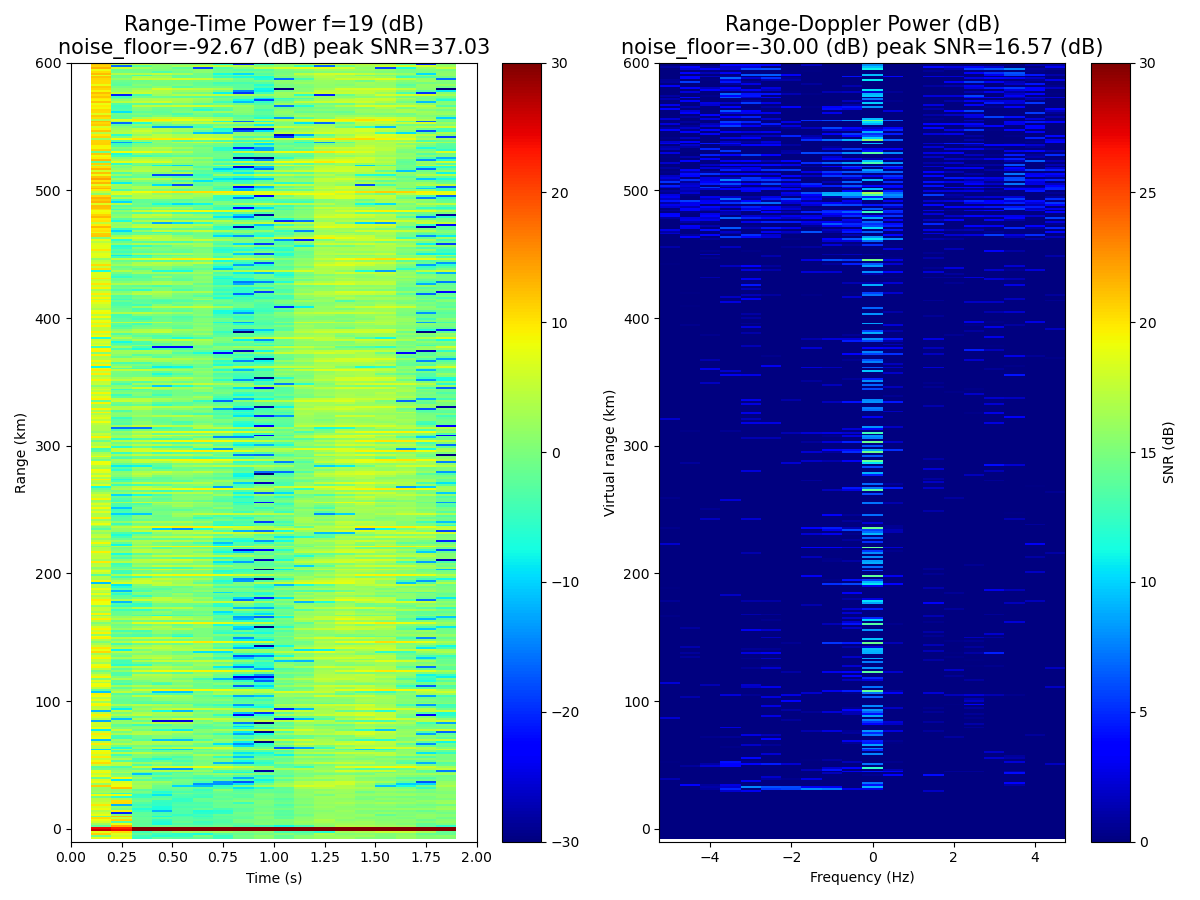 Range-Time Power f=19 (dB)
noise_floor=-92.67 (dB) peak SNR=37.03
600
500
400
300
200
100
0
Range (km)
0.00 0.25 0.50 0.75 1.00 1.25 1.50 1.75 2.00
Time (s)
30
20
10
0
−10
−20
−30
Range-Doppler Power (dB)
noise_floor=-30.00 (dB) peak SNR=16.57 (dB)
600
500
400
300
200
100
0
Virtual range (km)
−4 −2 0 2 4
Frequency (Hz)
30
25
20
15
10
5
0
SNR (dB)